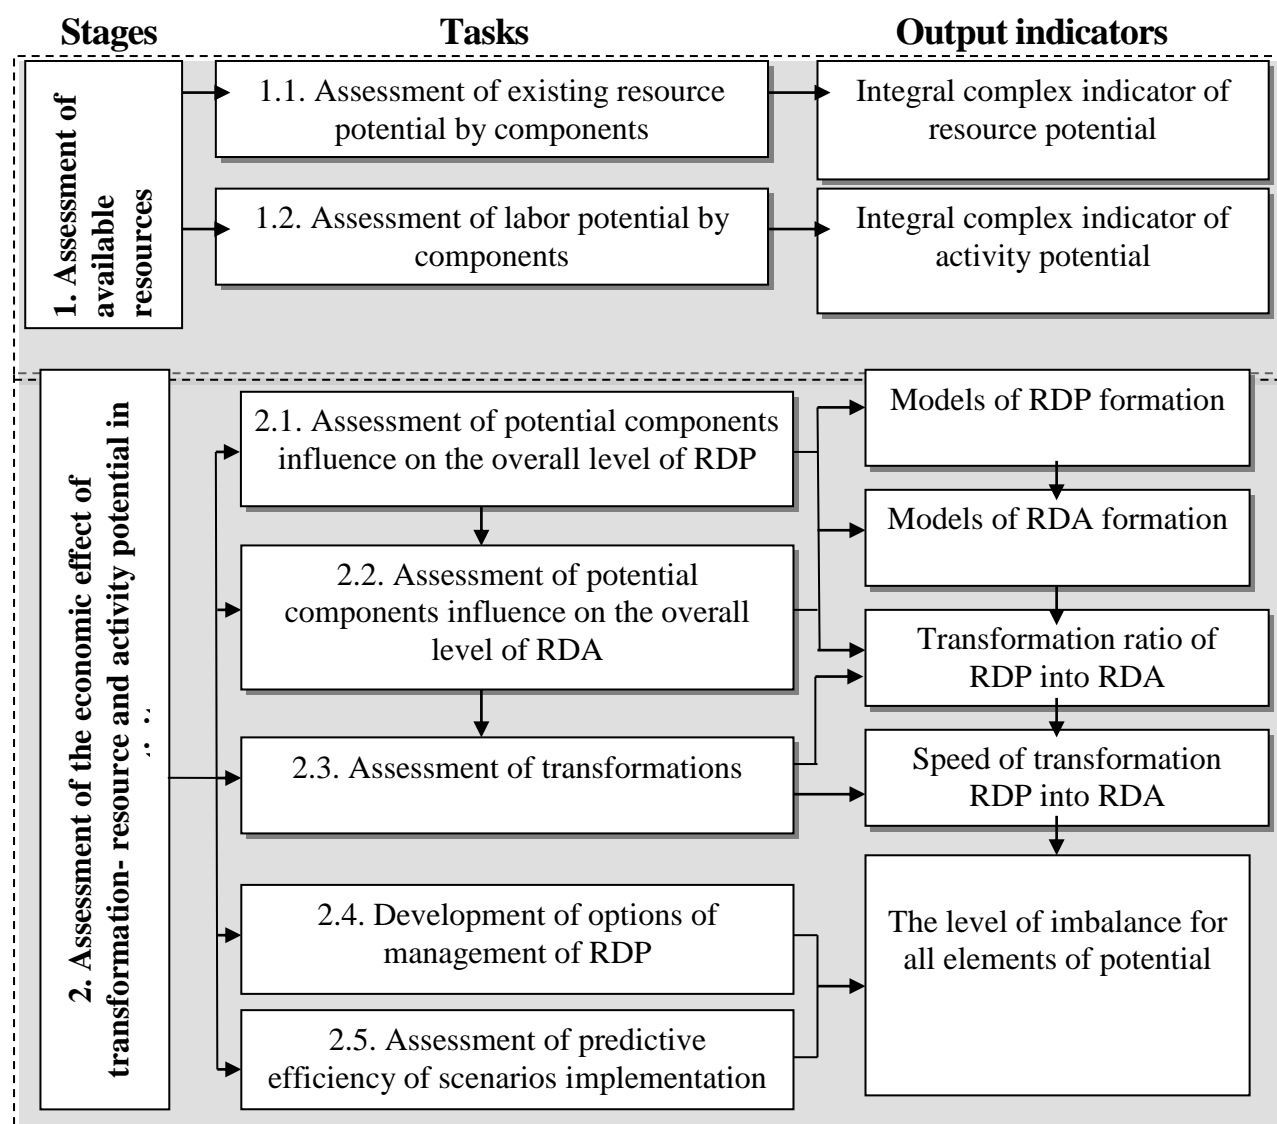 Stages
Tasks
Output indicators
1. Assessment of
available
resources
1.1. Assessment of existing resource
potential by components
Integral complex indicator of
resource potential
1.2. Assessment of labor potential by
components
Integral complex indicator of
activity potential
2. Assessment of the economic effect of
transformation- resource and activity potential in
2.1. Assessment of potential components
influence on the overall level of RDP
Models of RDP formation
Models of RDA formation
2.2. Assessment of potential
components influence on the overall
level of RDA
Transformation ratio of
RDP into RDA
2.3. Assessment of transformations
Speed of transformation
RDP into RDA
2.4. Development of options of
management of RDP
The level of imbalance for
all elements of potential
2.5. Assessment of predictive
efficiency of scenarios implementation